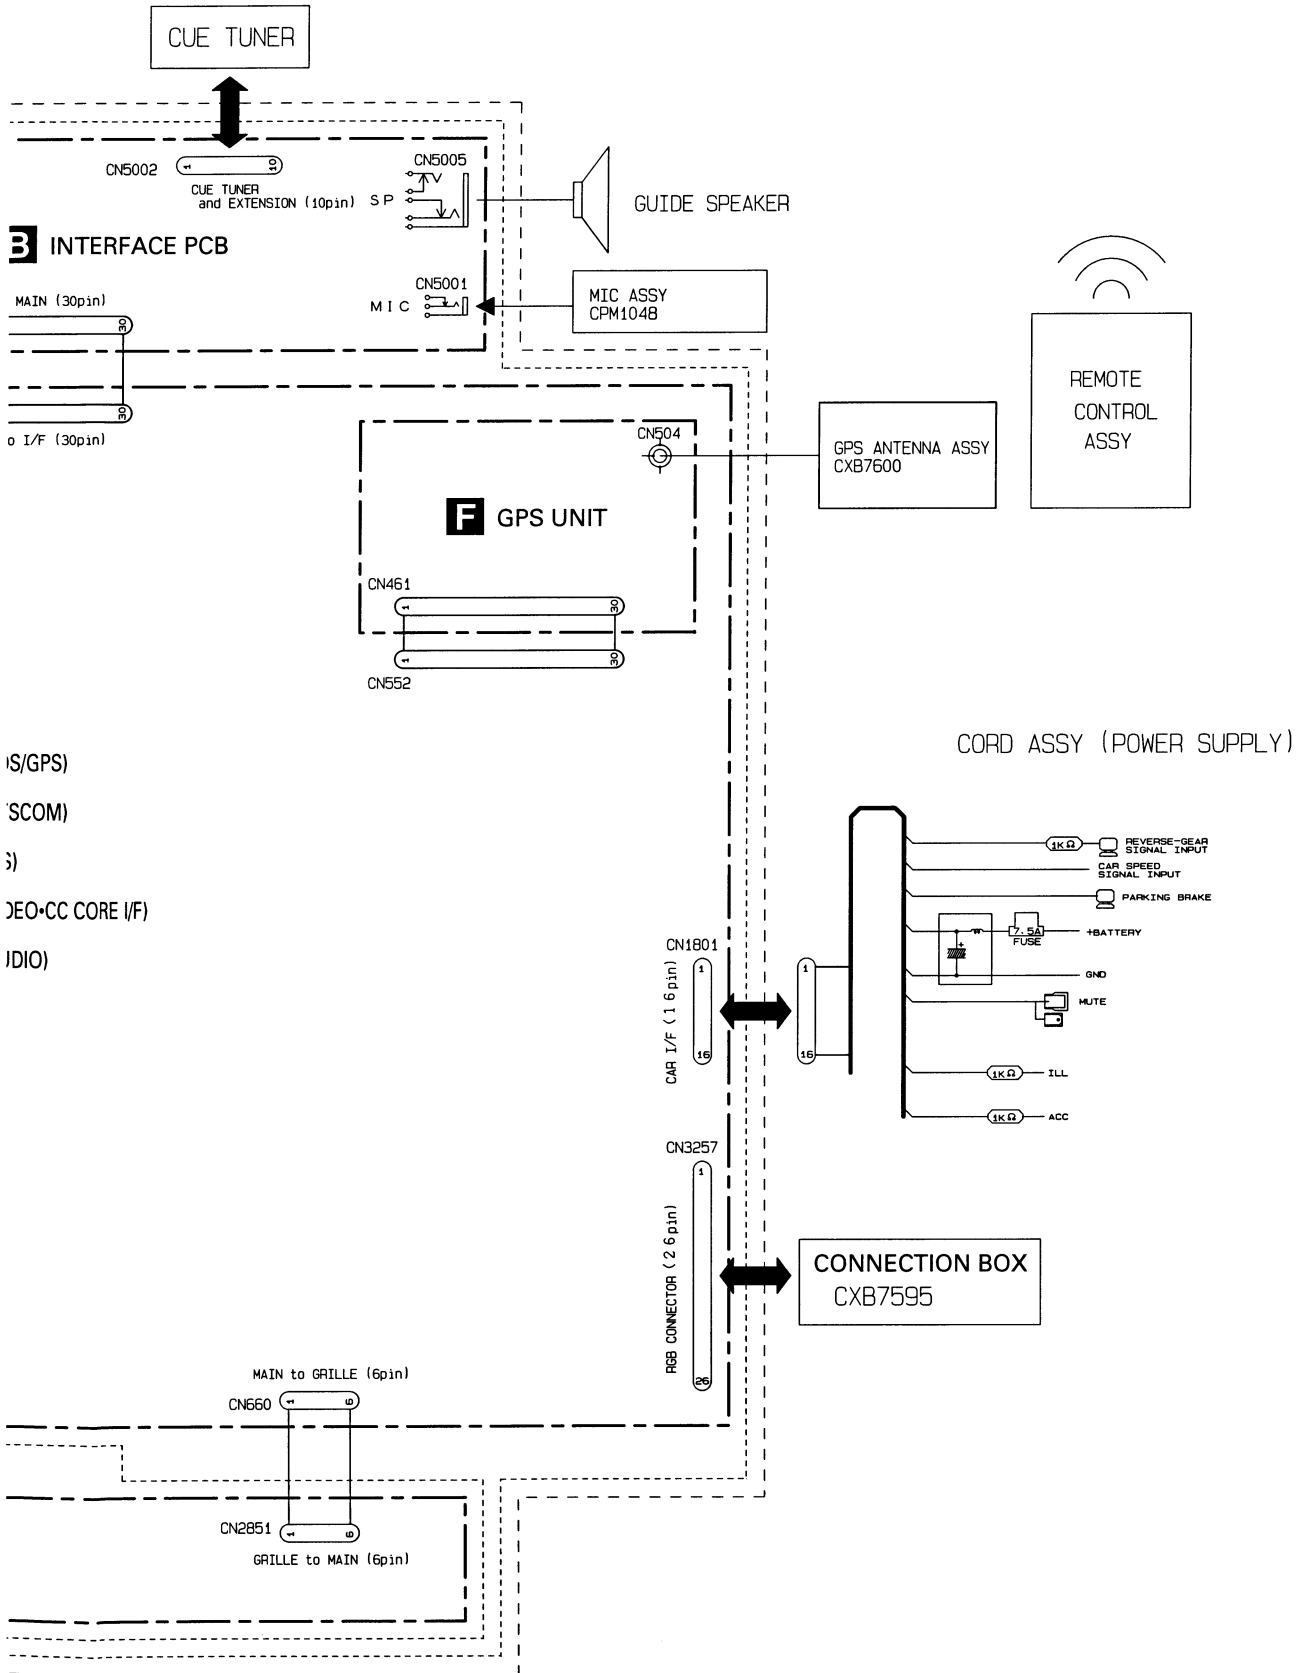 CUE TUNER
CN5002
1
10
CUE TUNER
and EXTENSION (10pin)
CN5005
SP
GUIDE SPEAKER
B INTERFACE PCB
CN5001
MIC
MIC ASSY
CPM1048
MAIN (30pin)
30
30
o I/F (30pin)
REMOTE
CONTROL
ASSY
CN504
GPS ANTENNA ASSY
CXB7600
F GPS UNIT
CN461
1
30
1
30
CN552
CORD ASSY (POWER SUPPLY)
S/GPS)
SCOM)
S)
DEO•CC CORE I/F)
JDIO)
1KΩ
REVERSE-GEAR
SIGNAL INPUT
CAR SPEED
SIGNAL INPUT
PARKING BRAKE
7.5A
FUSE
+BATTERY
+
GND
MUTE
1KΩ
ILL
1KΩ
ACC
CN1801
CAR I/F (16pin)
1
16
1
16
CN3257
RGB CONNECTOR (26pin)
1
26
CONNECTION BOX
CXB7595
MAIN to GRILLE (6pin)
CN660
1
6
CN2851
1
6
GRILLE to MAIN (6pin)